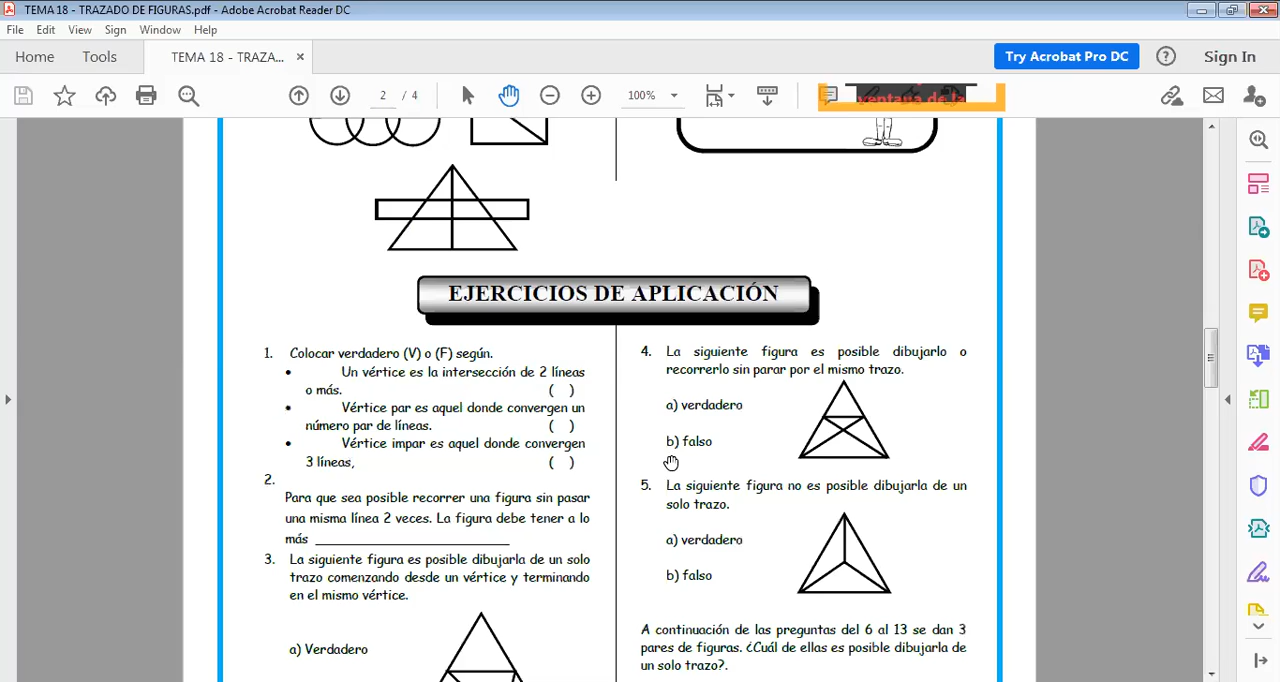 TEMA 18 - TRAZADO DE FIGURAS.pdf - Adobe Acrobat Reader DC
File Edit View Sign Window Help
Home Tools TEMA 18 - TRAZA... × Try Acrobat Pro DC Sign In
2 / 4 100%
ventana de la
EJERCICIOS DE APLICACIÓN
1. Colocar verdadero (V) o (F) según.
• Un vértice es la intersección de 2 líneas
o más. ( )
• Vértice par es aquel donde convergen un
número par de líneas. ( )
• Vértice impar es aquel donde convergen
3 líneas, ( )
2.
Para que sea posible recorrer una figura sin pasar
una misma línea 2 veces. La figura debe tener a lo
más ____________________
3. La siguiente figura es posible dibujarla de un solo
trazo comenzando desde un vértice y terminando
en el mismo vértice.
a) Verdadero
4. La siguiente figura es posible dibujarlo o
recorrerlo sin parar por el mismo trazo.
a) verdadero
b) falso
5. La siguiente figura no es posible dibujarla de un
solo trazo.
a) verdadero
b) falso
A continuación de las preguntas del 6 al 13 se dan 3
pares de figuras. ¿Cuál de ellas es posible dibujarla de
un solo trazo?.